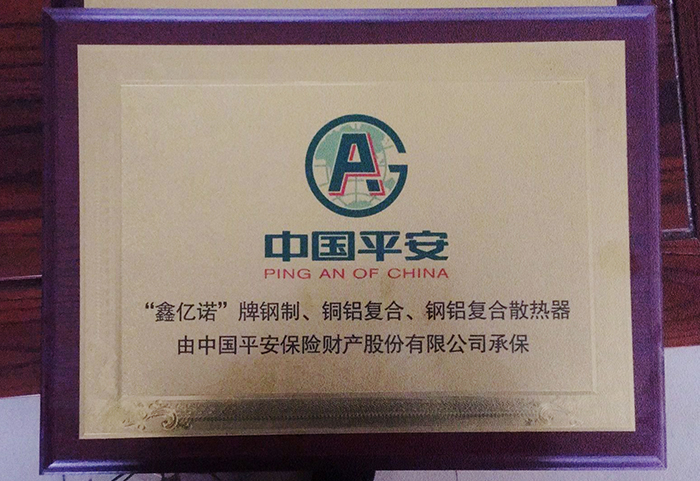 AG
中国平安
PING AN OF CHINA
“鑫亿诺”牌钢制、铜铝复合、钢铝复合散热器
由中国平安保险财产股份有限公司承保